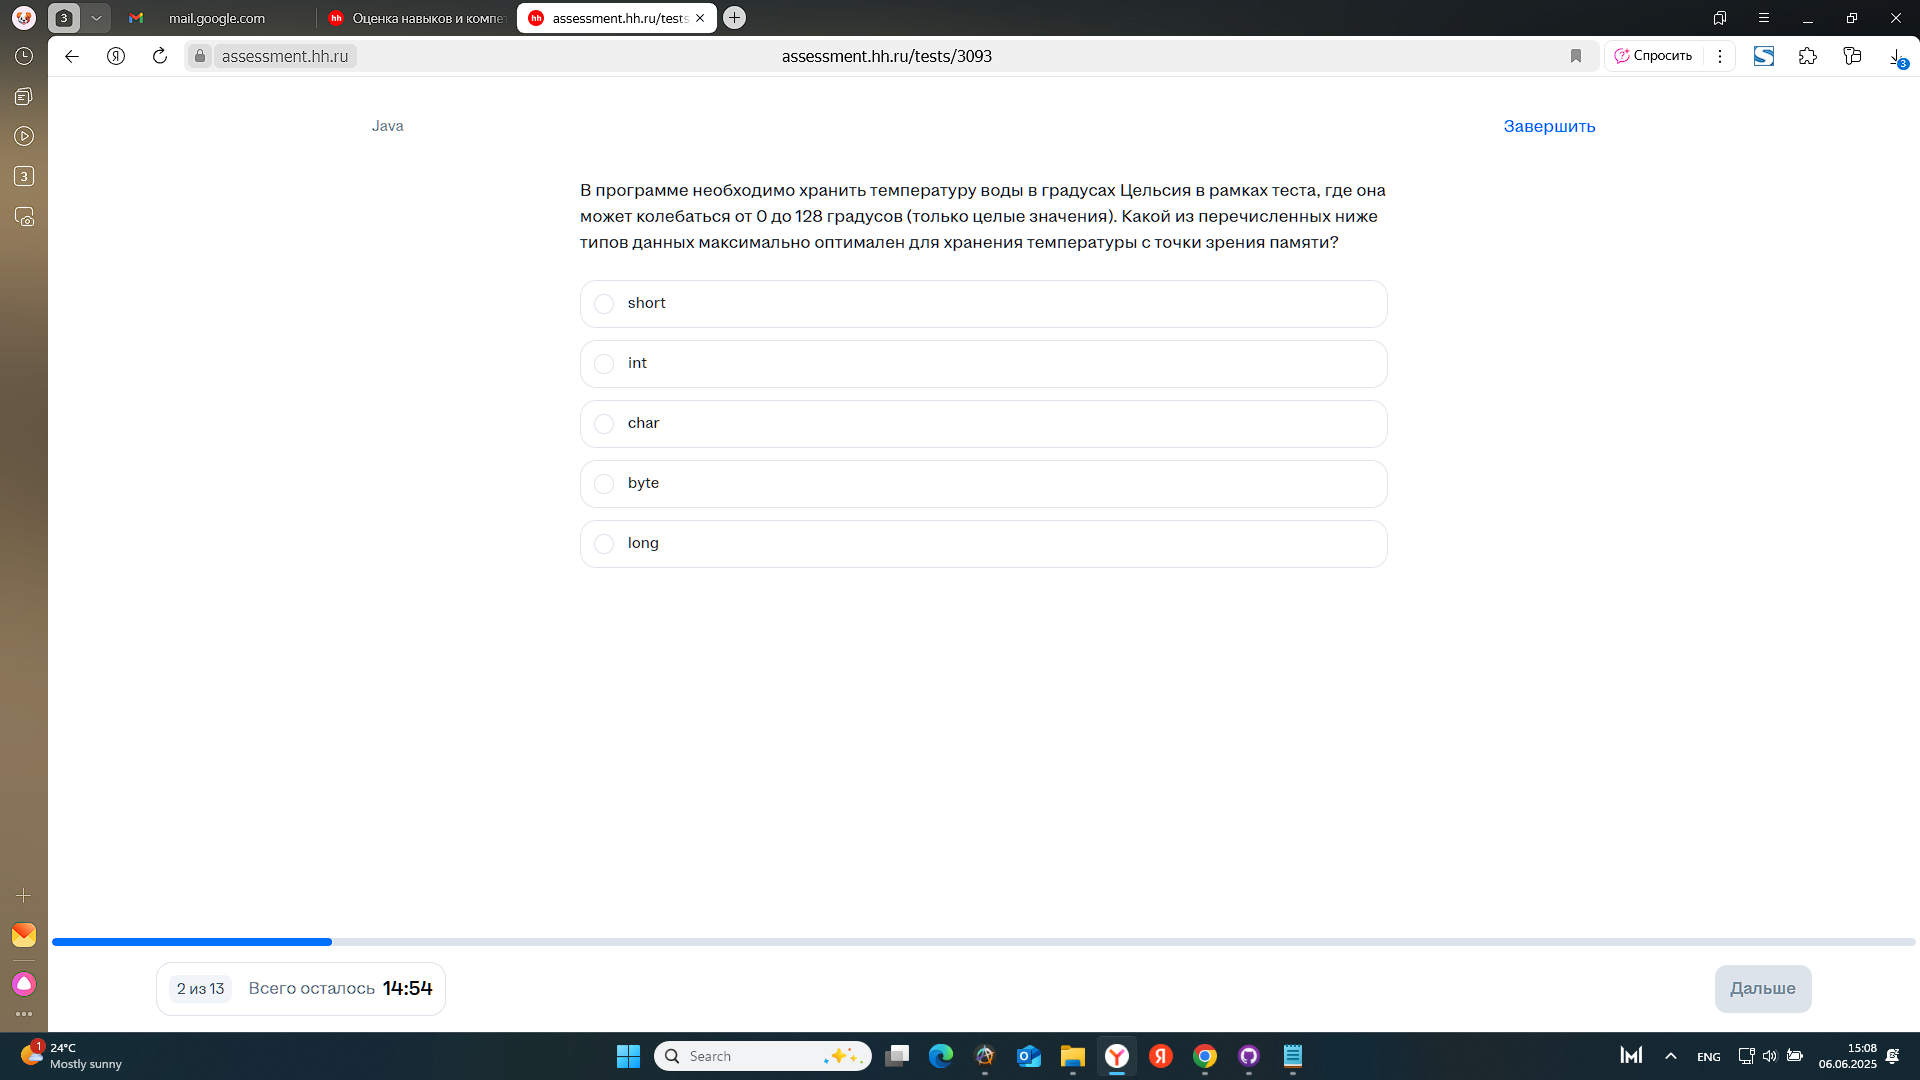 3
mail.google.com
hh
Оценка навыков и компет
hh
assessment.hh.ru/tests
assessment.hh.ru
assessment.hh.ru/tests/3093
Спросить
3
3
Java
Завершить
В программе необходимо хранить температуру воды в градусах Цельсия в рамках теста, где она
может колебаться от 0 до 128 градусов (только целые значения). Какой из перечисленных ниже
типов данных максимально оптимален для хранения температуры с точки зрения памяти?
short
int
char
byte
long
2 из 13
Всего осталось 14:54
Дальше
1
24°C
Mostly sunny
Search
ENG
15:08
06.06.2025